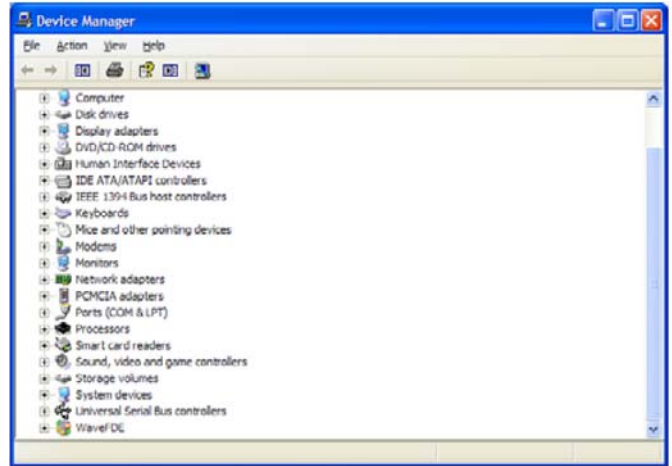 Device Manager
File Action View Help
Computer
Disk drives
Display adapters
DVD/CD-ROM drives
Human Interface Devices
IDE ATA/ATAPI controllers
IEEE 1394 Bus host controllers
Keyboards
Mice and other pointing devices
Modems
Monitors
Network adapters
PCMCIA adapters
Ports (COM & LPT)
Processors
Smart card readers
Sound, video and game controllers
Storage volumes
System devices
Universal Serial Bus controllers
WaveFDE